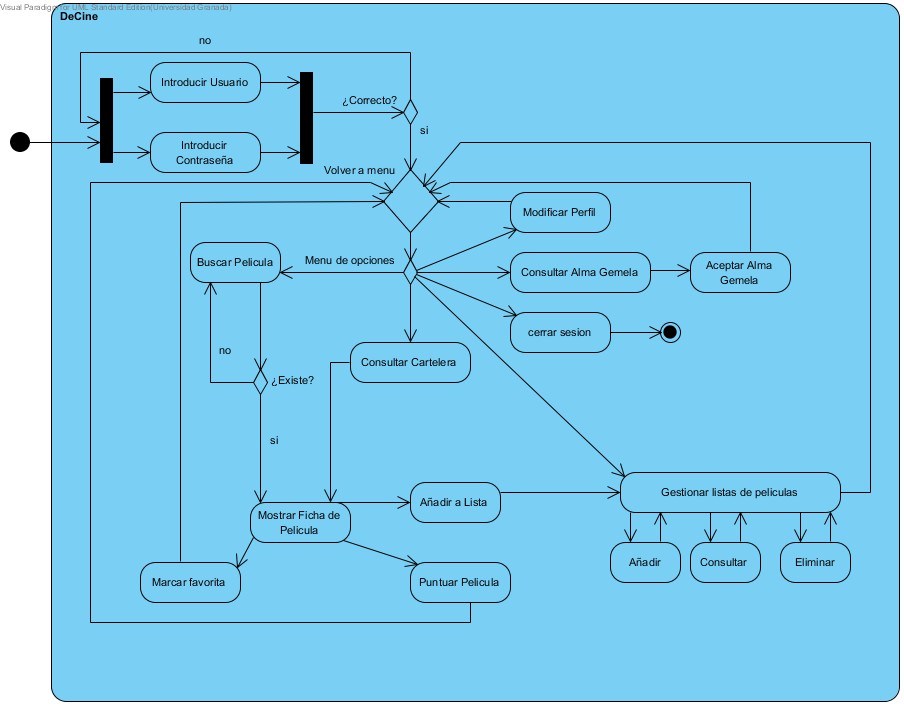 Visual Paradigm for UML Standard Edition(Universidad Granada)
DeCine
no
Introducir Usuario
¿Correcto?
si
Introducir
Contraseña
Volver a menu
Modificar Perfil
Buscar Pelicula
Menu de opciones
Consultar Alma Gemela
Aceptar Alma
Gemela
cerrar sesion
no
Consultar Cartelera
¿Existe?
si
Mostrar Ficha de
Pelicula
Añadir a Lista
Gestionar listas de peliculas
Marcar favorita
Puntuar Pelicula
Añadir
Consultar
Eliminar